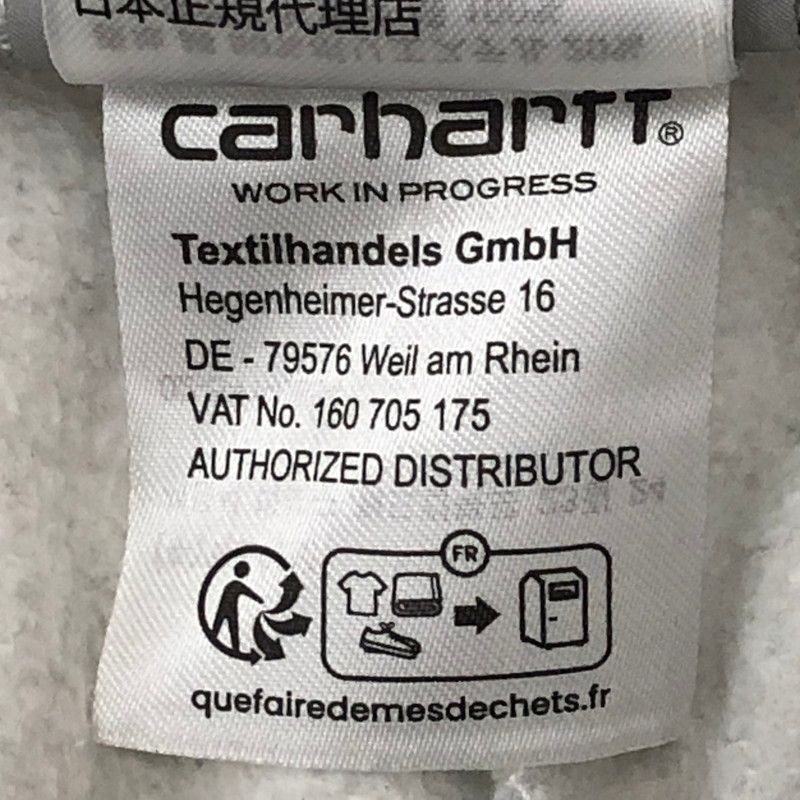 日本正規代理店
carhartt®
WORK IN PROGRESS
Textilhandels GmbH
Hegenheimer-Strasse 16
DE - 79576 Weil am Rhein
VAT No. 160 705 175
AUTHORIZED DISTRIBUTOR
FR
quefairedemesdechets.fr